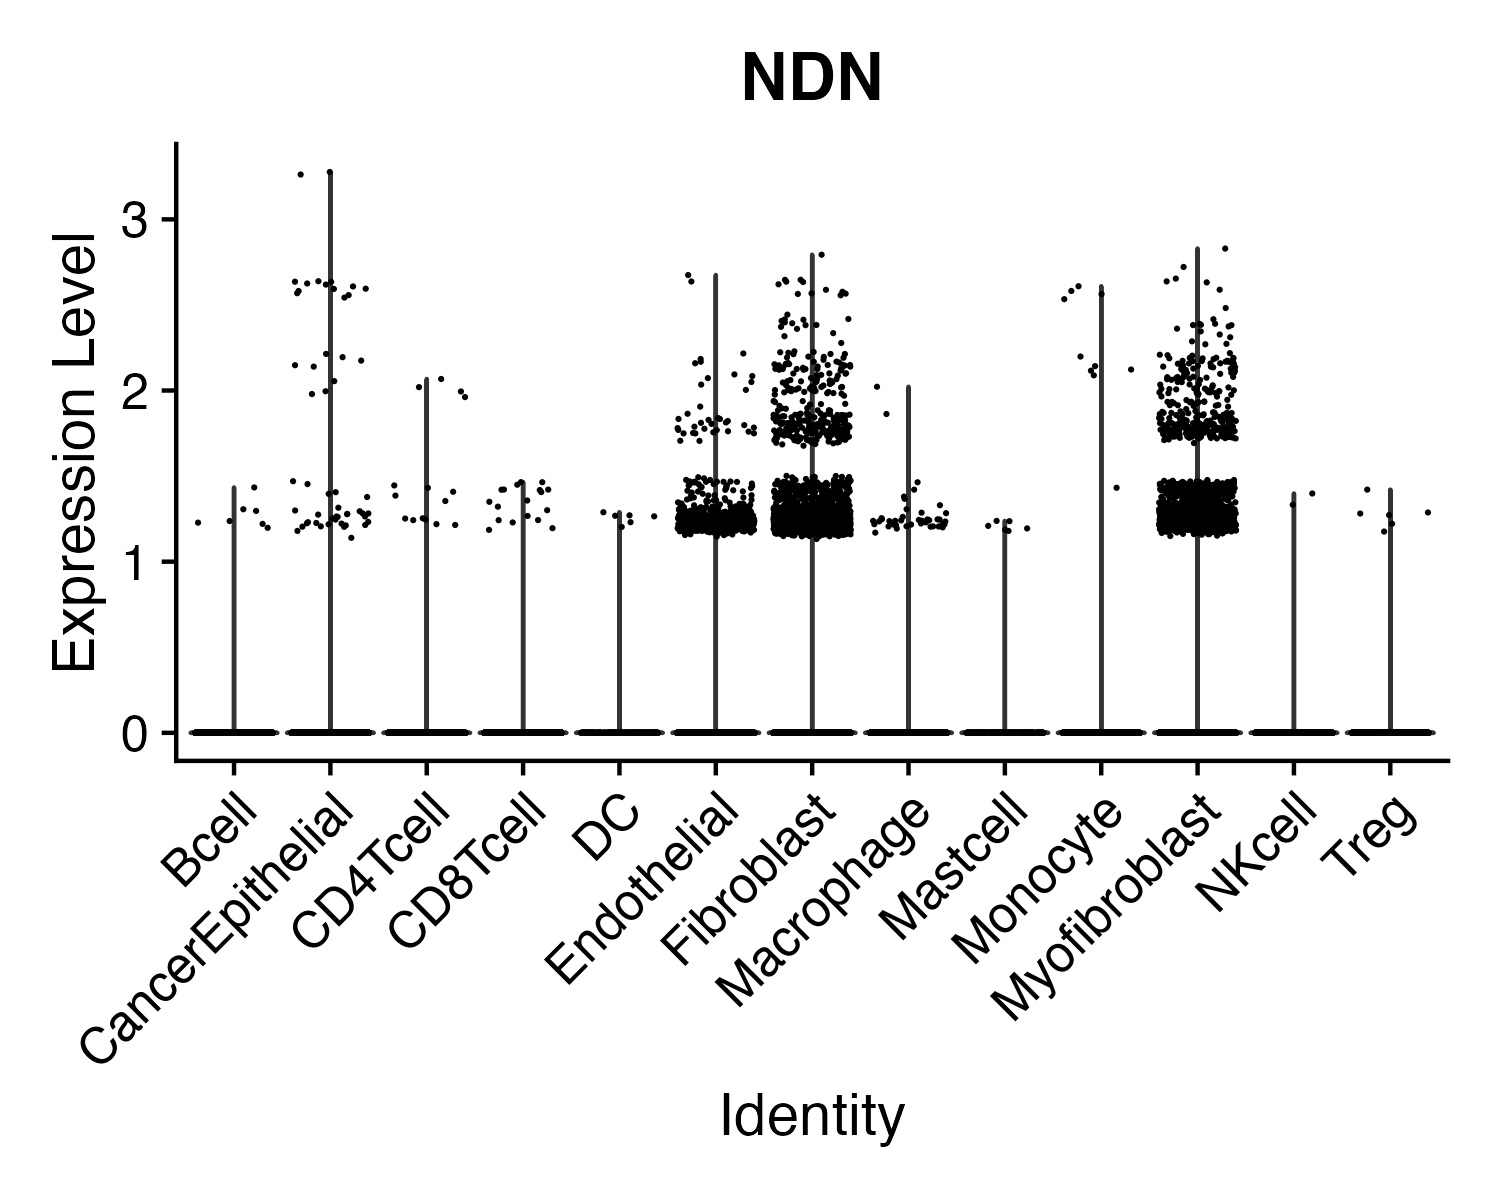 NDN
Expression Level
3
2
1
0
Bcell
CancerEpithelial
CD4Tcell
CD8Tcell
DC
Endothelial
Fibroblast
Macrophage
Mastcell
Monocyte
Myofibroblast
NKcell
Treg
Identity